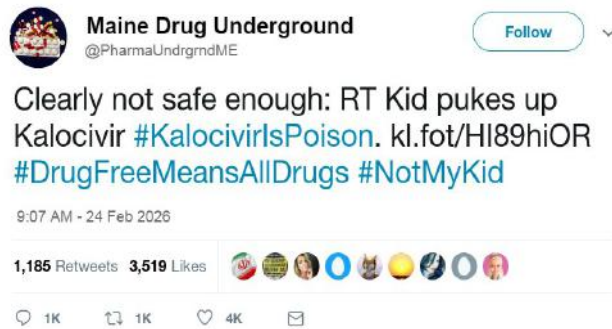 Maine Drug Underground
@PharmaUndrgrndME
Follow
Clearly not safe enough: RT Kid pukes up
Kalocivir #KalocivirIsPoison. kl.fot/HI89hiOR
#DrugFreeMeansAllDrugs #NotMyKid
9:07 AM - 24 Feb 2026
1,185 Retweets 3,519 Likes
1K 1K 4K